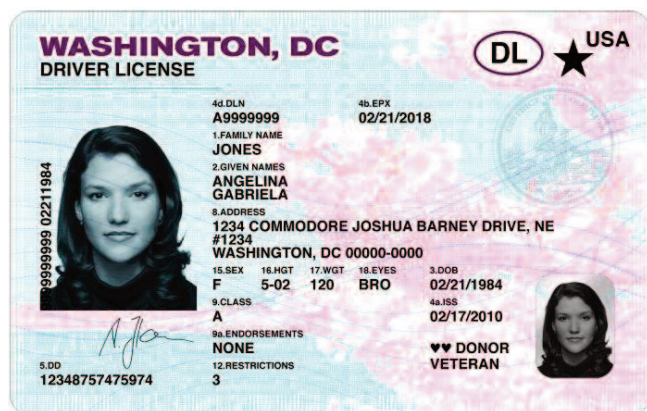 WASHINGTON, DC
DRIVER LICENSE
DL
USA
4d.DLN 4b.EPX
A9999999 02/21/2018
1.FAMILY NAME
JONES
2.GIVEN NAMES
ANGELINA
GABRIELA
8.ADDRESS
1234 COMMODORE JOSHUA BARNEY DRIVE, NE
#1234
WASHINGTON, DC 00000-0000
15.SEX 16.HGT 17.WGT 18.EYES 3.DOB
F 5-02 120 BRO 02/21/1984
9.CLASS 4a.ISS
A 02/17/2010
9a.ENDORSEMENTS
NONE ♥♥ DONOR
VETERAN
5.DD 12.RESTRICTIONS
12348757475974 3
02211984